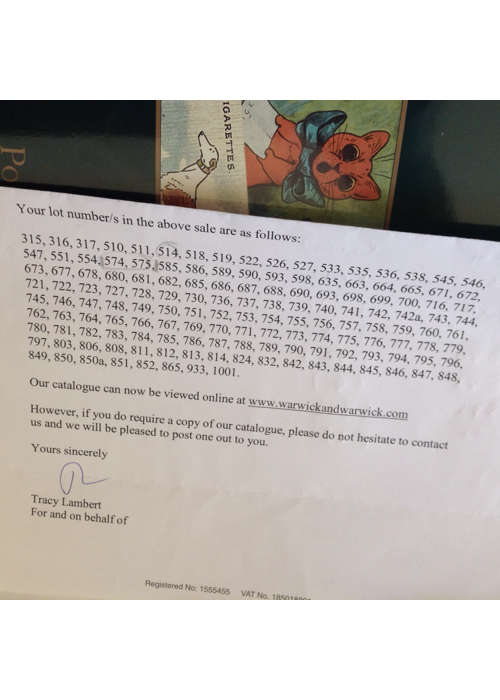 IGARETTES
Po
Your lot number/s in the above sale are as follows:
315, 316, 317, 510, 511, 514, 518, 519, 522, 526, 527, 533, 535, 536, 538, 545, 546,
547, 551, 554, 574, 575, 585, 586, 589, 590, 593, 598, 635, 663, 664, 665, 671, 672,
673, 677, 678, 680, 681, 682, 685, 686, 687, 688, 690, 693, 698, 699, 700, 716, 717,
721, 722, 723, 727, 728, 729, 730, 736, 737, 738, 739, 740, 741, 742, 742a, 743, 744,
745, 746, 747, 748, 749, 750, 751, 752, 753, 754, 755, 756, 757, 758, 759, 760, 761,
762, 763, 764, 765, 766, 767, 769, 770, 771, 772, 773, 774, 775, 776, 777, 778, 779,
780, 781, 782, 783, 784, 785, 786, 787, 788, 789, 790, 791, 792, 793, 794, 795, 796,
797, 803, 806, 808, 811, 812, 813, 814, 824, 832, 842, 843, 844, 845, 846, 847, 848,
849, 850, 850a, 851, 852, 865, 933, 1001.
Our catalogue can now be viewed online at www.warwickandwarwick.com
However, if you do require a copy of our catalogue, please do not hesitate to contact
us and we will be pleased to post one out to you.
Yours sincerely
Tracy Lambert
For and on behalf of
Registered No: 1555455 VAT No.